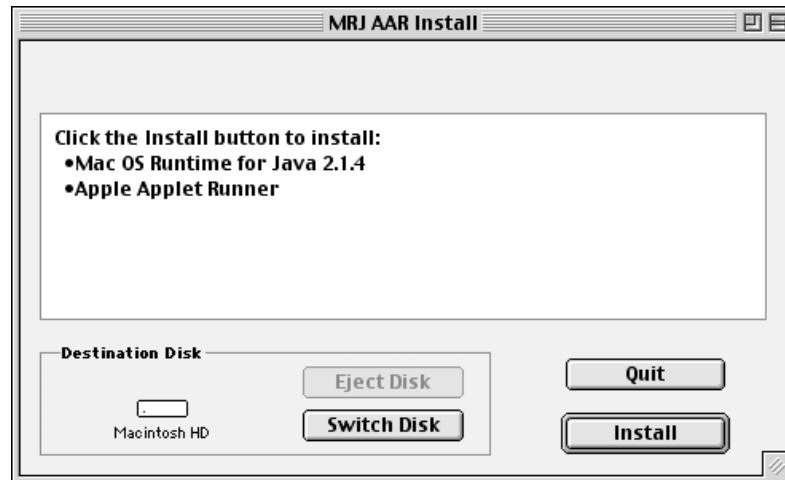 MRJ AAR Install
Click the Install button to install:
•Mac OS Runtime for Java 2.1.4
•Apple Applet Runner
Destination Disk
Eject Disk
Macintosh HD
Switch Disk
Quit
Install